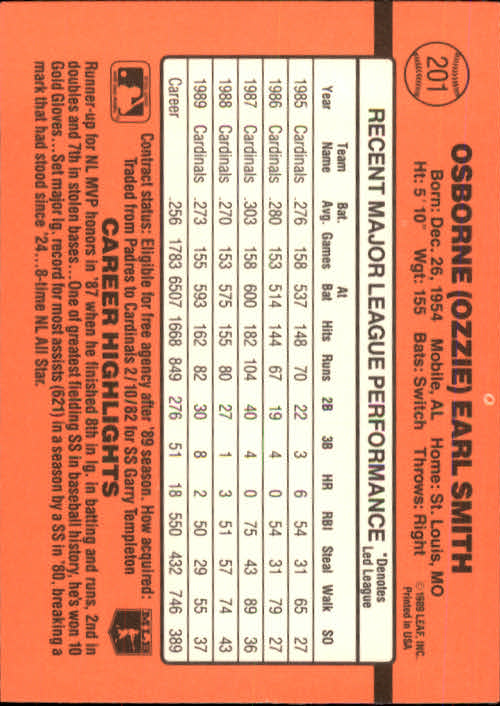 201
OSBORNE (OZZIE) EARL SMITH
Born: Dec. 26, 1954 Mobile, AL Home: St. Louis, MO
Ht: 5'10" Wgt: 155 Bats: Switch Throws: Right
© 1989 LEAF, INC.
Printed in USA
RECENT MAJOR LEAGUE PERFORMANCE *Denotes Led League
Year Team Name Bat. Avg. Games At Bat Hits Runs 2B 3B HR RBI Steal Walk SO
1985 Cardinals .276 158 537 148 70 22 3 6 54 31 65 27
1986 Cardinals .280 153 514 144 67 19 4 0 54 31 79 27
1987 Cardinals .303 158 600 182 104 40 4 0 75 43 89 36
1988 Cardinals .270 153 575 155 80 27 1 3 51 57 74 43
1989 Cardinals .273 155 593 162 82 30 8 2 50 29 55 37
Career .256 1783 6507 1668 849 276 51 18 550 432 746 389
Contract status: Eligible for free agency after '89 season. How acquired:
Traded from Padres to Cardinals 2/10/82 for SS Garry Templeton
MLB
CAREER HIGHLIGHTS
Runner-up for NL MVP honors in '87 when he finished 8th in lg. in batting and runs, 2nd in
doubles and 7th in stolen bases...One of greatest fielding SS in baseball history, he's won 10
Gold Gloves...Set major lg. record for most assists (621) in a season by a SS in '80, breaking a
mark that had stood since '24...8-time NL All Star.